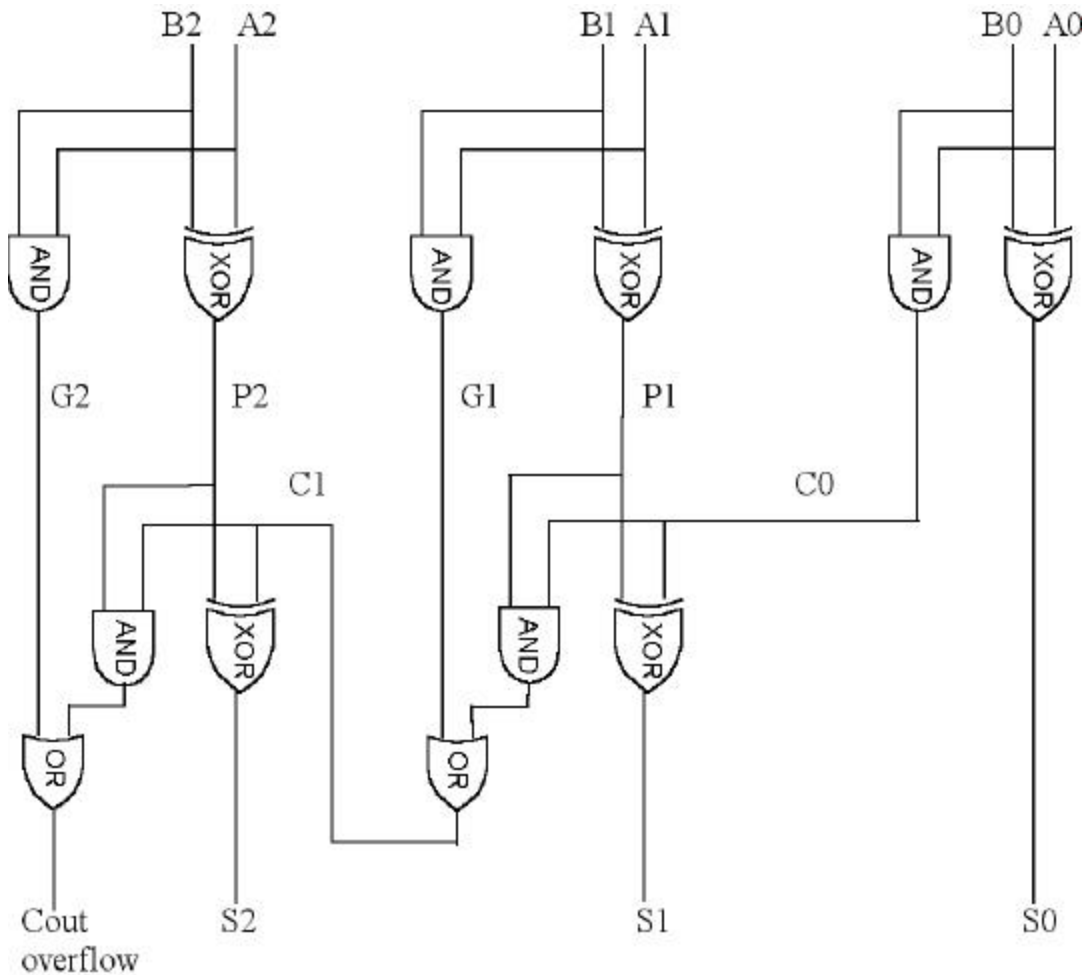 B2 A2 B1 A1 B0 A0
AND XOR AND XOR AND XOR
G2 P2 G1 P1
C1 C0
AND XOR AND XOR
OR OR
Cout S2 S1 S0
overflow